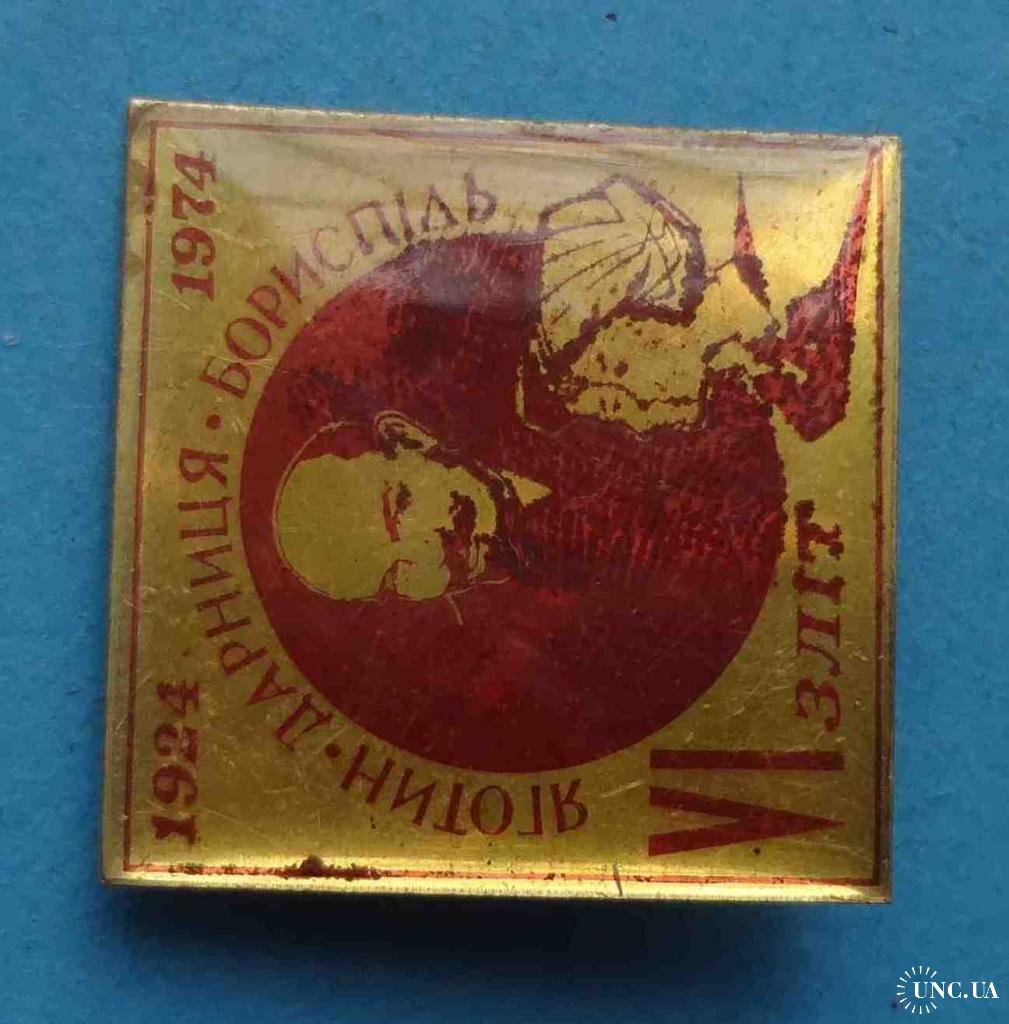 1924 1974
ЯГОТИН · ДАРНИЦЯ · БОРИСПІЛЬ
VI ЗЛІТ
UNC.UA